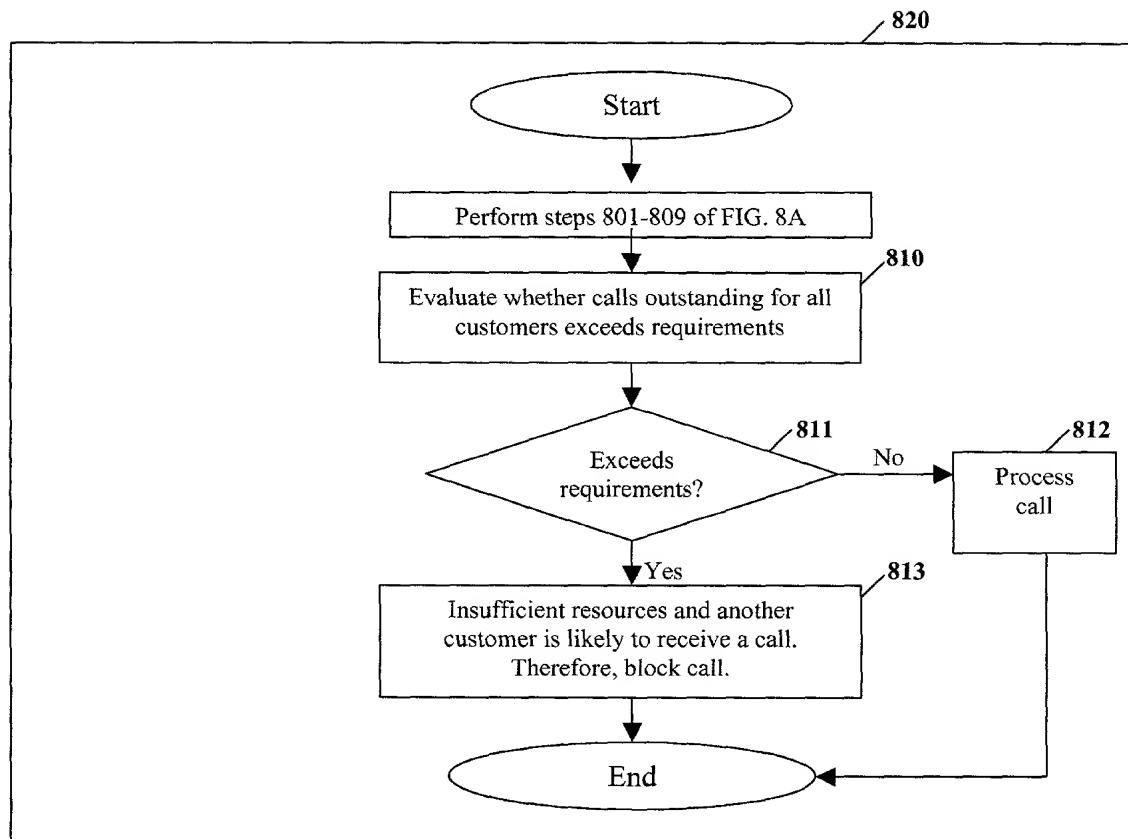 820
Start
Perform steps 801-809 of FIG. 8A
810
Evaluate whether calls outstanding for all
customers exceeds requirements
811
Exceeds
requirements?
No
812
Process
call
Yes
813
Insufficient resources and another
customer is likely to receive a call.
Therefore, block call.
End